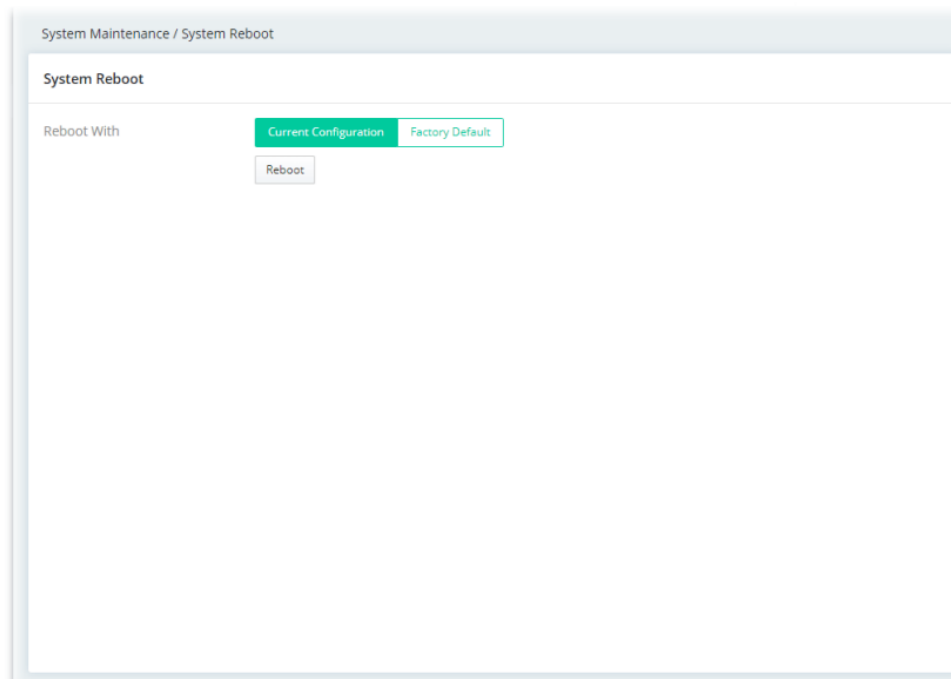 System Maintenance / System Reboot
System Reboot
Reboot With
Current Configuration Factory Default
Reboot